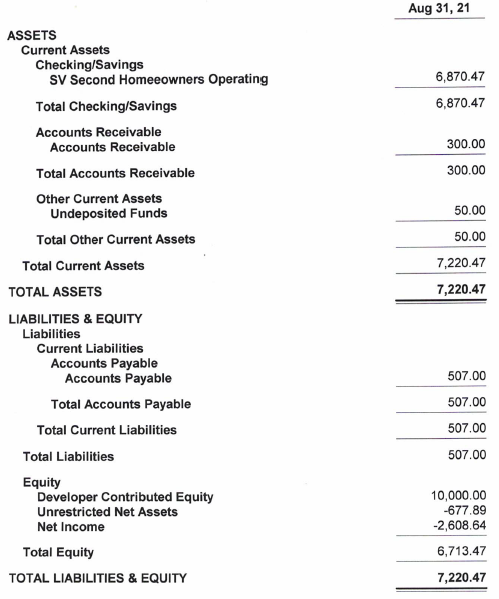 Aug 31, 21
ASSETS
Current Assets
Checking/Savings
SV Second Homeeowners Operating 6,870.47
Total Checking/Savings 6,870.47
Accounts Receivable
Accounts Receivable 300.00
Total Accounts Receivable 300.00
Other Current Assets
Undeposited Funds 50.00
Total Other Current Assets 50.00
Total Current Assets 7,220.47
TOTAL ASSETS 7,220.47
LIABILITIES & EQUITY
Liabilities
Current Liabilities
Accounts Payable
Accounts Payable 507.00
Total Accounts Payable 507.00
Total Current Liabilities 507.00
Total Liabilities 507.00
Equity
Developer Contributed Equity 10,000.00
Unrestricted Net Assets -677.89
Net Income -2,608.64
Total Equity 6,713.47
TOTAL LIABILITIES & EQUITY 7,220.47